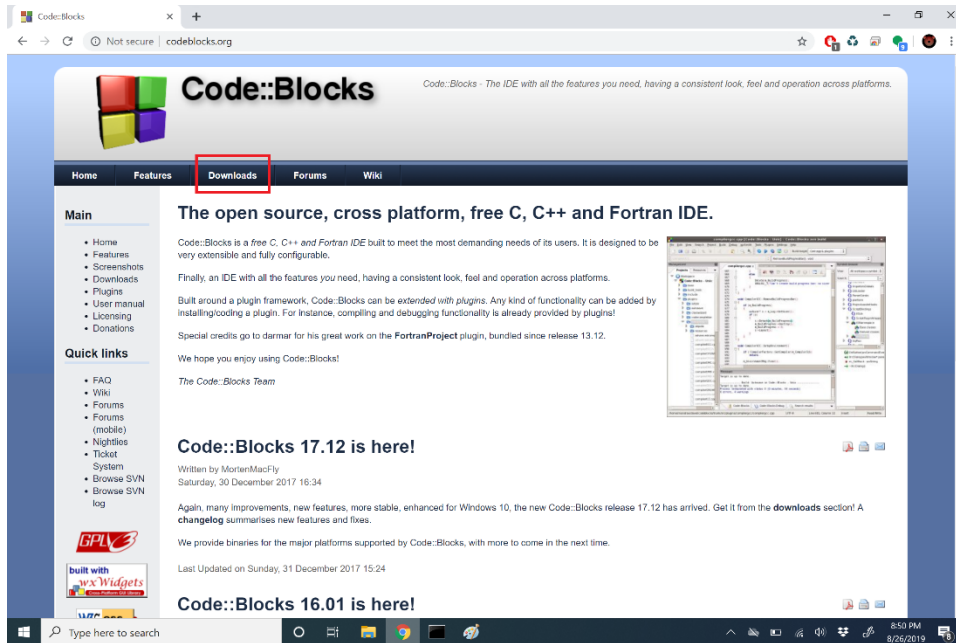 Code::Blocks
Not secure | codeblocks.org
Code::Blocks
Code::Blocks - The IDE with all the features you need, having a consistent look, feel and operation across platforms.
Home Features Downloads Forums Wiki
Main
Home
Features
Screenshots
Downloads
Plugins
User manual
Licensing
Donations
Quick links
FAQ
Wiki
Forums
Forums
(mobile)
Nightlies
Ticket
System
Browse SVN
Browse SVN
log
GPLV3
built with
wxWidgets
Cross-Platform GUI Library
The open source, cross platform, free C, C++ and Fortran IDE.
Code::Blocks is a free C, C++ and Fortran IDE built to meet the most demanding needs of its users. It is designed to be
very extensible and fully configurable.
Finally, an IDE with all the features you need, having a consistent look, feel and operation across platforms.
Built around a plugin framework, Code::Blocks can be extended with plugins. Any kind of functionality can be added by
installing/coding a plugin. For instance, compiling and debugging functionality is already provided by plugins!
Special credits go to darmar for his great work on the FortranProject plugin, bundled since release 13.12.
We hope you enjoy using Code::Blocks!
The Code::Blocks Team
Code::Blocks 17.12 is here!
Written by MortenMacFly
Saturday, 30 December 2017 16:34
Again, many improvements, new features, more stable, enhanced for Windows 10, the new Code::Blocks release 17.12 has arrived. Get it from the downloads section! A
changelog summarises new features and fixes.
We provide binaries for the major platforms supported by Code::Blocks, with more to come in the next time.
Last Updated on Sunday, 31 December 2017 15:24
Code::Blocks 16.01 is here!
Type here to search
8:50 PM
8/26/2019